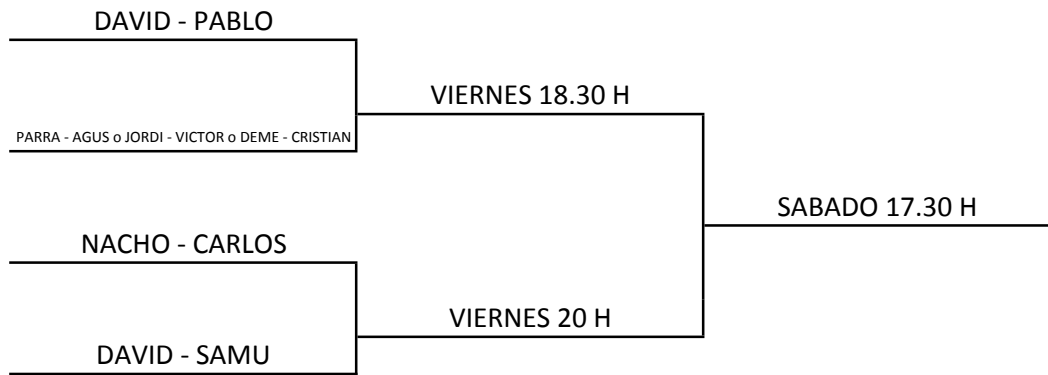 DAVID - PABLO
VIERNES 18.30 H
PARRA - AGUS o JORDI - VICTOR o DEME - CRISTIAN
SABADO 17.30 H
NACHO - CARLOS
VIERNES 20 H
DAVID - SAMU